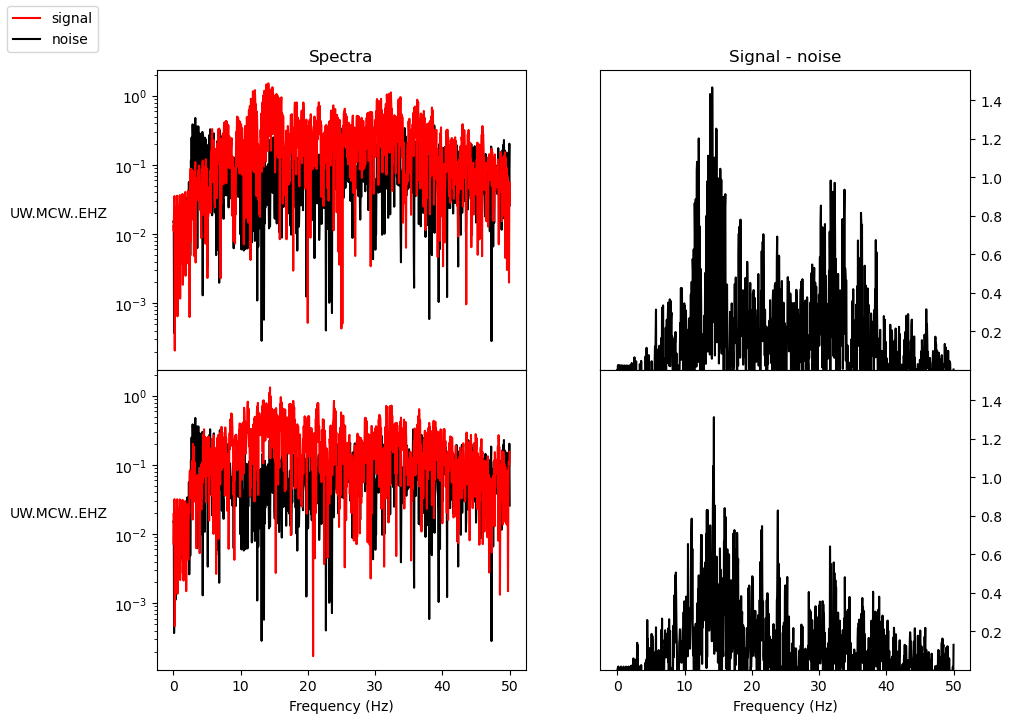 signal
noise
Spectra
Signal - noise
10⁰
10⁻¹
10⁻²
10⁻³
UW.MCW..EHZ
1.4
1.2
1.0
0.8
0.6
0.4
0.2
10⁰
10⁻¹
10⁻²
10⁻³
UW.MCW..EHZ
1.4
1.2
1.0
0.8
0.6
0.4
0.2
0 10 20 30 40 50
Frequency (Hz)
0 10 20 30 40 50
Frequency (Hz)